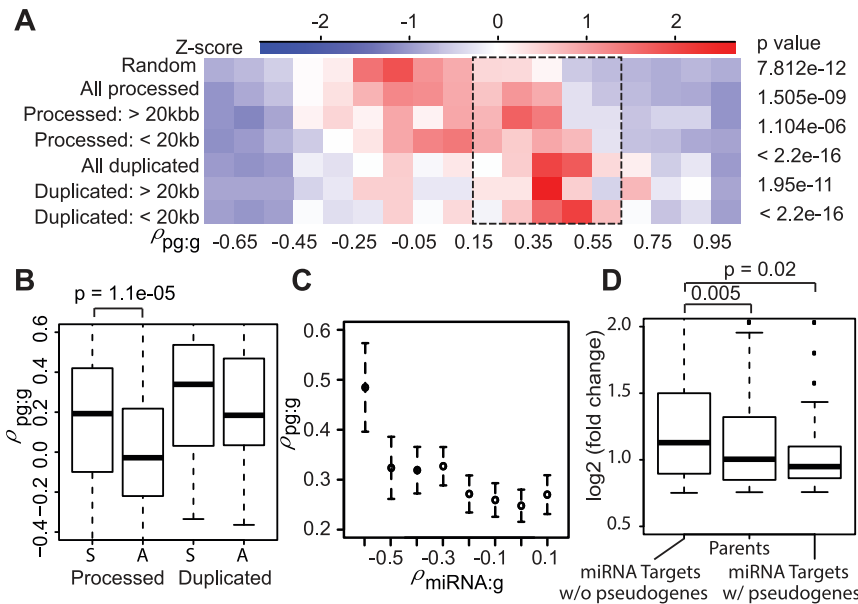 A
-2 -1 0 1 2
Z-score p value
Random 7.812e-12
All processed 1.505e-09
Processed: > 20kbb 1.104e-06
Processed: < 20kb < 2.2e-16
All duplicated 1.95e-11
Duplicated: > 20kb < 2.2e-16
Duplicated: < 20kb
ρpg:g -0.65 -0.45 -0.25 -0.05 0.15 0.35 0.55 0.75 0.95
B
p = 1.1e-05
ρpg:g
0.6
0.4
0.2
0.0
-0.2
-0.4
S A S A
Processed Duplicated
C
ρpg:g
0.6
0.5
0.4
0.3
0.2
-0.5 -0.3 -0.1 0.1
ρmiRNA:g
D
p = 0.02
0.005
log2 (fold change)
2.0
1.5
1.0
0.5
Parents
miRNA Targets w/o pseudogenes
miRNA Targets w/ pseudogenes